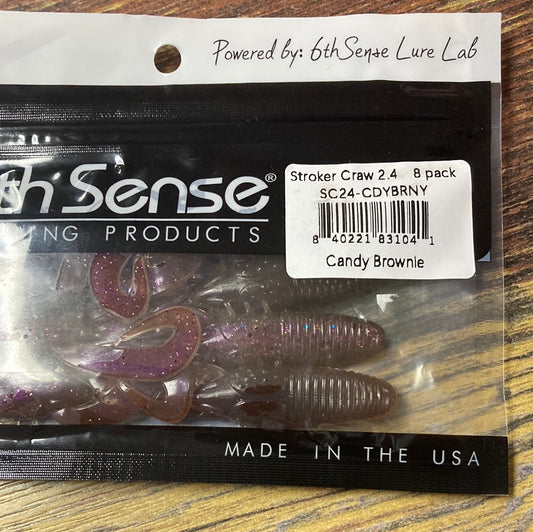 Powered by: 6thSense Lure Lab
th Sense®
ING PRODUCTS
Stroker Craw 2.4 8 pack
SC24-CDYBRNY
8 40221 83104 1
Candy Brownie
MADE IN THE USA